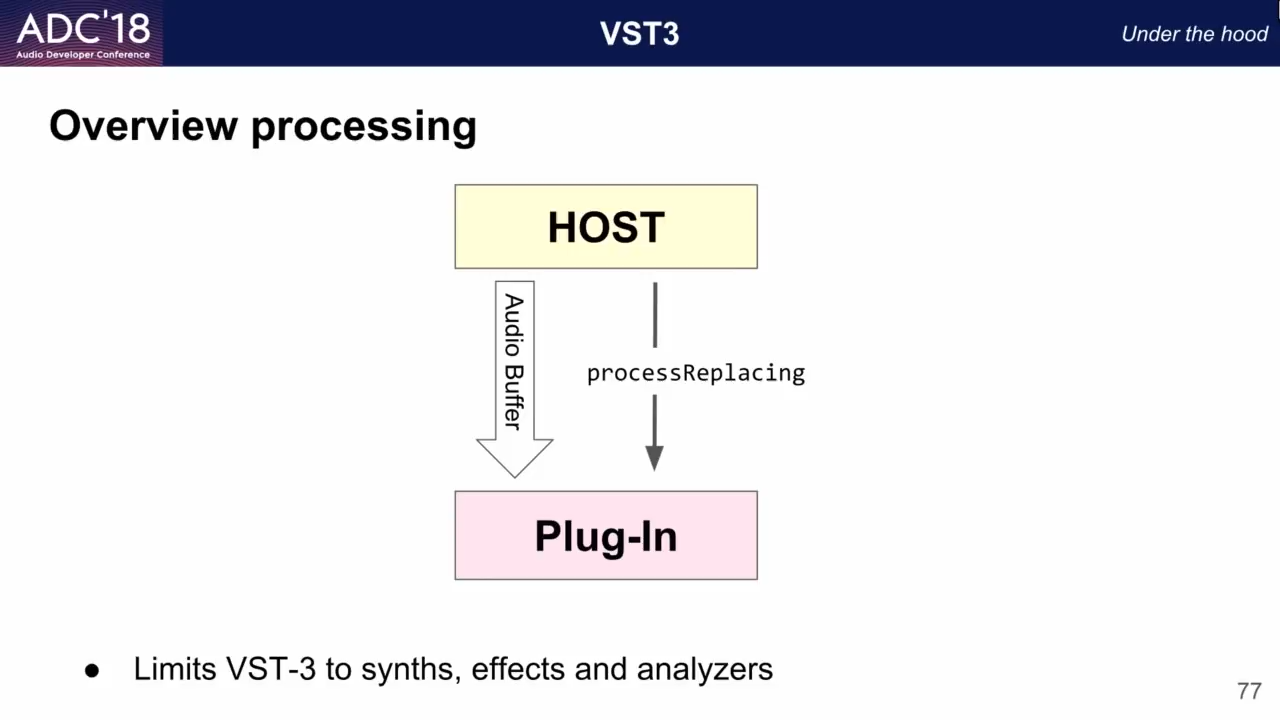 ADC'18
Audio Developer Conference
VST3
Under the hood
Overview processing
HOST
Audio Buffer
processReplacing
Plug-In
● Limits VST-3 to synths, effects and analyzers
77